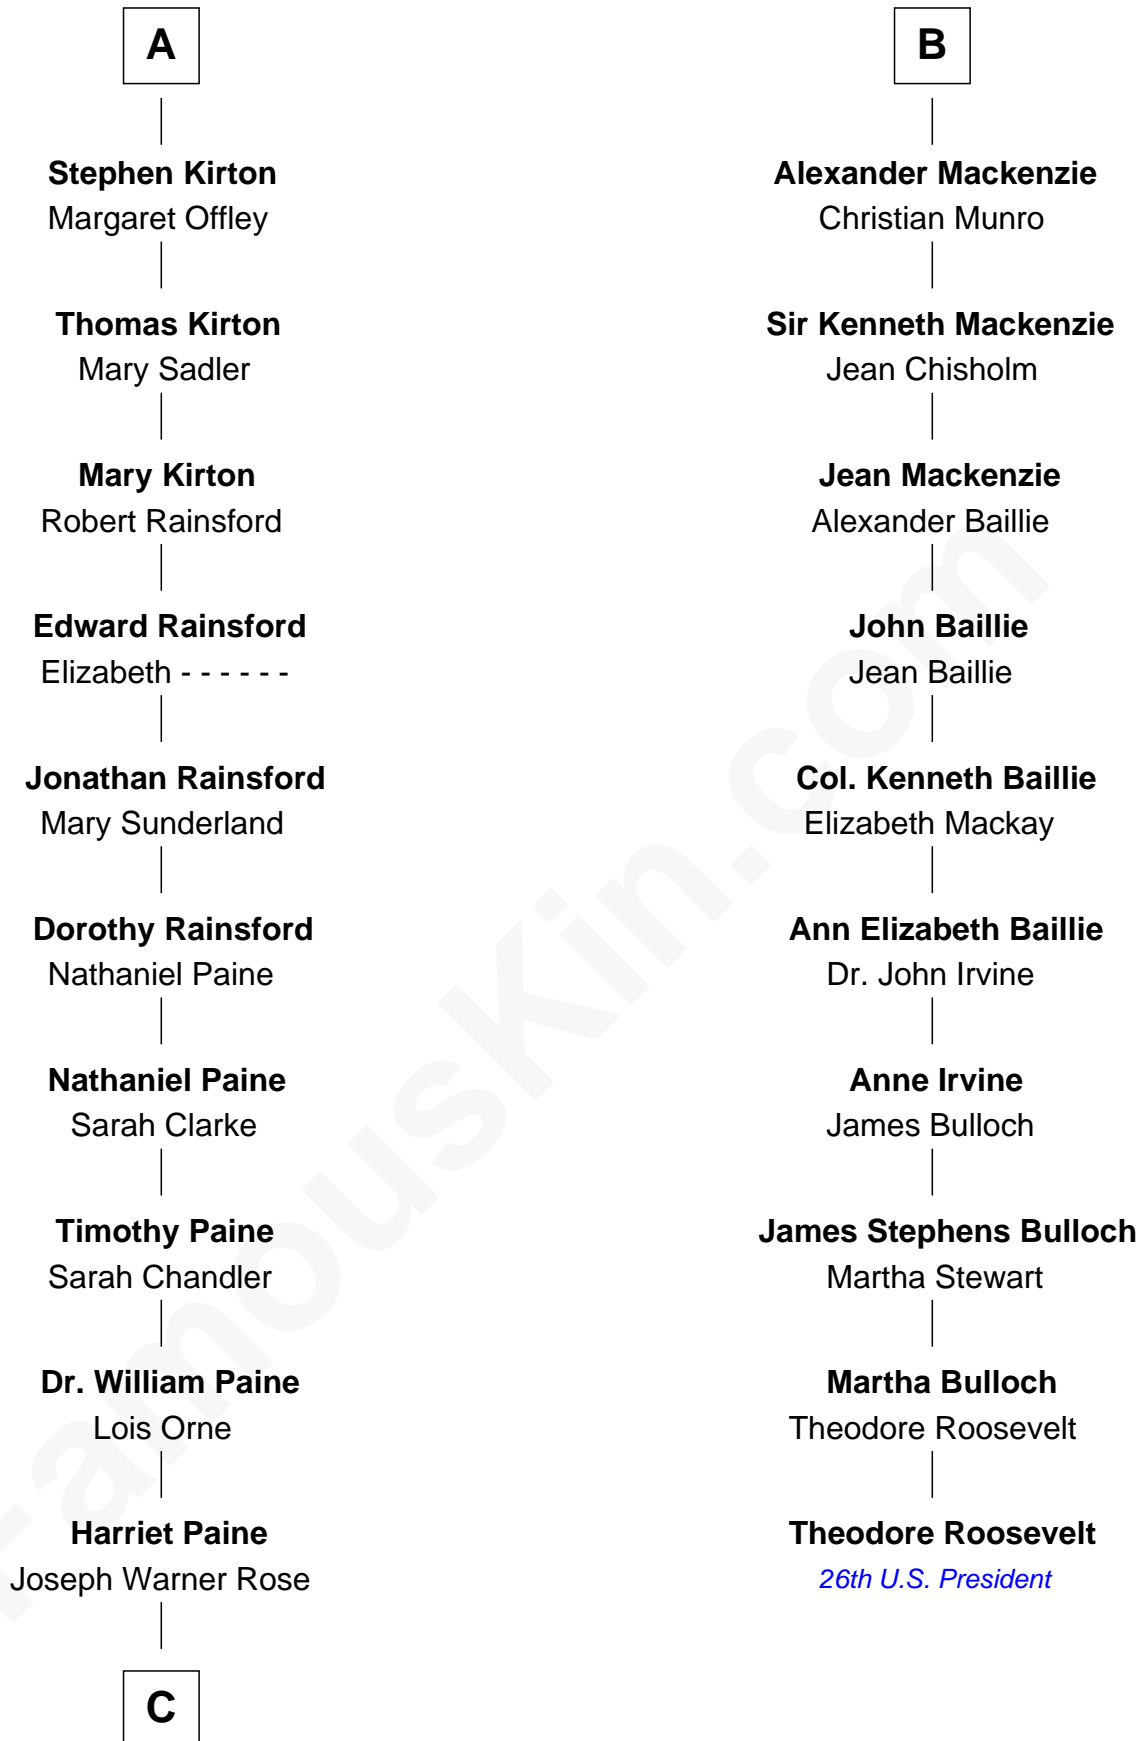 A
Stephen Kirton
Margaret Offley
Thomas Kirton
Mary Sadler
Mary Kirton
Robert Rainsford
Edward Rainsford
Elizabeth - - - - - -
Jonathan Rainsford
Mary Sunderland
Dorothy Rainsford
Nathaniel Paine
Nathaniel Paine
Sarah Clarke
Timothy Paine
Sarah Chandler
Dr. William Paine
Lois Orne
Harriet Paine
Joseph Warner Rose
C
B
Alexander Mackenzie
Christian Munro
Sir Kenneth Mackenzie
Jean Chisholm
Jean Mackenzie
Alexander Baillie
John Baillie
Jean Baillie
Col. Kenneth Baillie
Elizabeth Mackay
Ann Elizabeth Baillie
Dr. John Irvine
Anne Irvine
James Bulloch
James Stephens Bulloch
Martha Stewart
Martha Bulloch
Theodore Roosevelt
Theodore Roosevelt
26th U.S. President
FamousKin.com